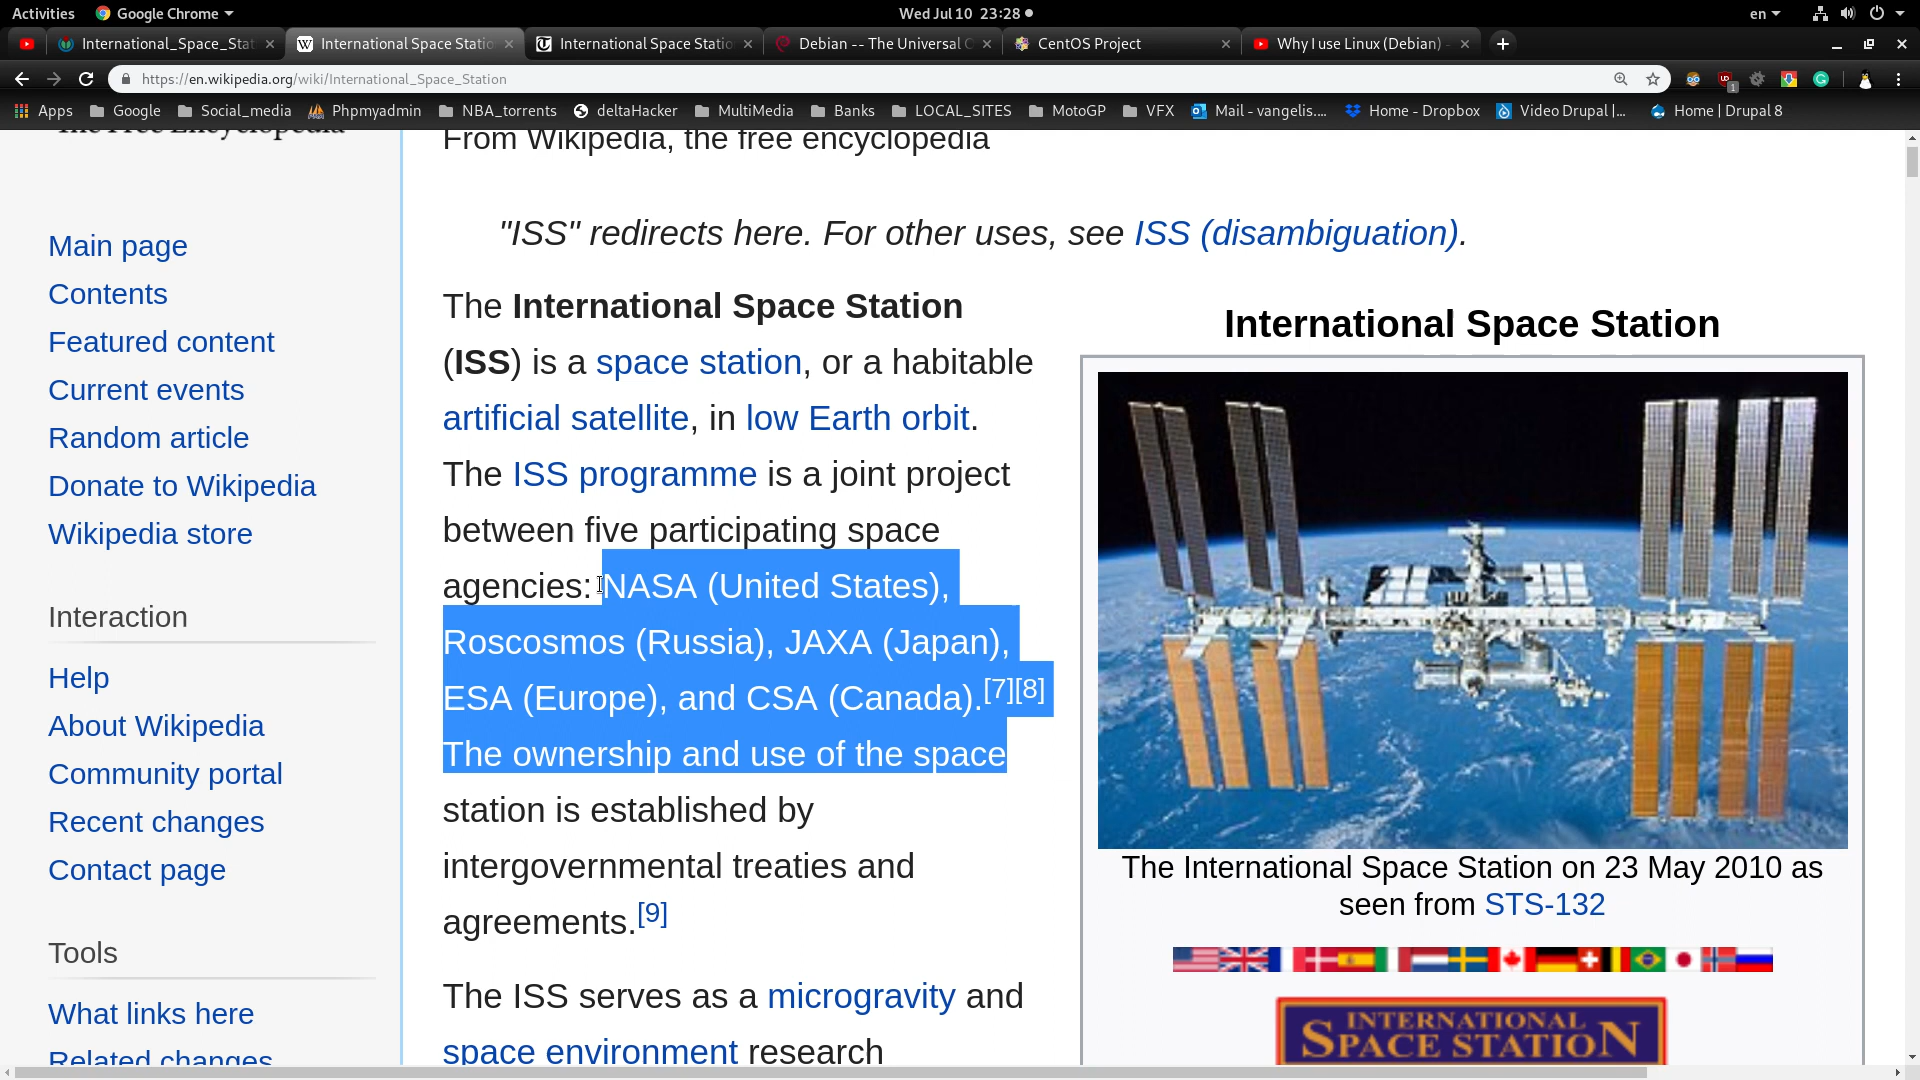 Activities Google Chrome Wed Jul 10 23:28 en
International_Space_Stat International Space Statio International Space Statio Debian -- The Universal CentOS Project Why I use Linux (Debian) -
https://en.wikipedia.org/wiki/International_Space_Station
Apps Google Social_media Phpmyadmin NBA_torrents deltaHacker MultiMedia Banks LOCAL_SITES MotoGP VFX Mail - vangelis.... Home - Dropbox Video Drupal |... Home | Drupal 8
The Free Encyclopedia
Main page
Contents
Featured content
Current events
Random article
Donate to Wikipedia
Wikipedia store
Interaction
Help
About Wikipedia
Community portal
Recent changes
Contact page
Tools
What links here
Related changes
From Wikipedia, the free encyclopedia
"ISS" redirects here. For other uses, see ISS (disambiguation).
The International Space Station
(ISS) is a space station, or a habitable
artificial satellite, in low Earth orbit.
The ISS programme is a joint project
between five participating space
agencies: NASA (United States),
Roscosmos (Russia), JAXA (Japan),
ESA (Europe), and CSA (Canada).[7][8]
The ownership and use of the space
station is established by
intergovernmental treaties and
agreements.[9]
The ISS serves as a microgravity and
space environment research
International Space Station
The International Space Station on 23 May 2010 as
seen from STS-132
INTERNATIONAL
SPACE STATION